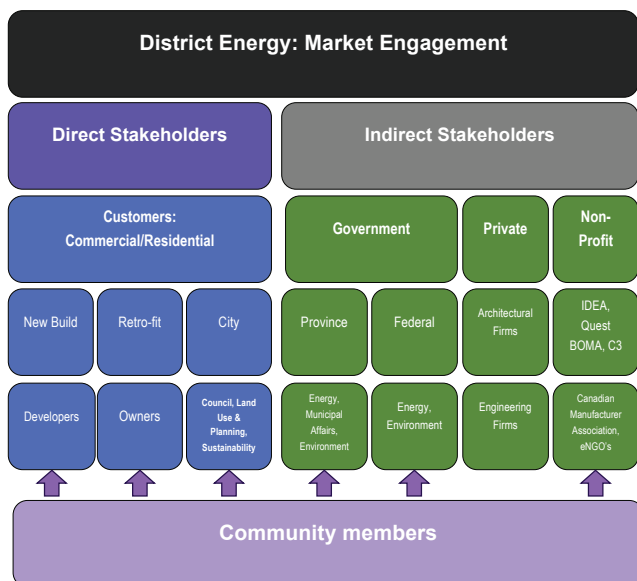 District Energy: Market Engagement
Direct Stakeholders
Indirect Stakeholders
Customers:
Commercial/Residential
Government
Private
Non-
Profit
New Build
Retro-fit
City
Province
Federal
Architectural
Firms
IDEA,
Quest
BOMA, C3
Developers
Owners
Council, Land
Use &
Planning,
Sustainability
Energy,
Municipal
Affairs,
Environment
Energy,
Environment
Engineering
Firms
Canadian
Manufacturer
Association,
eNGO's
Community members